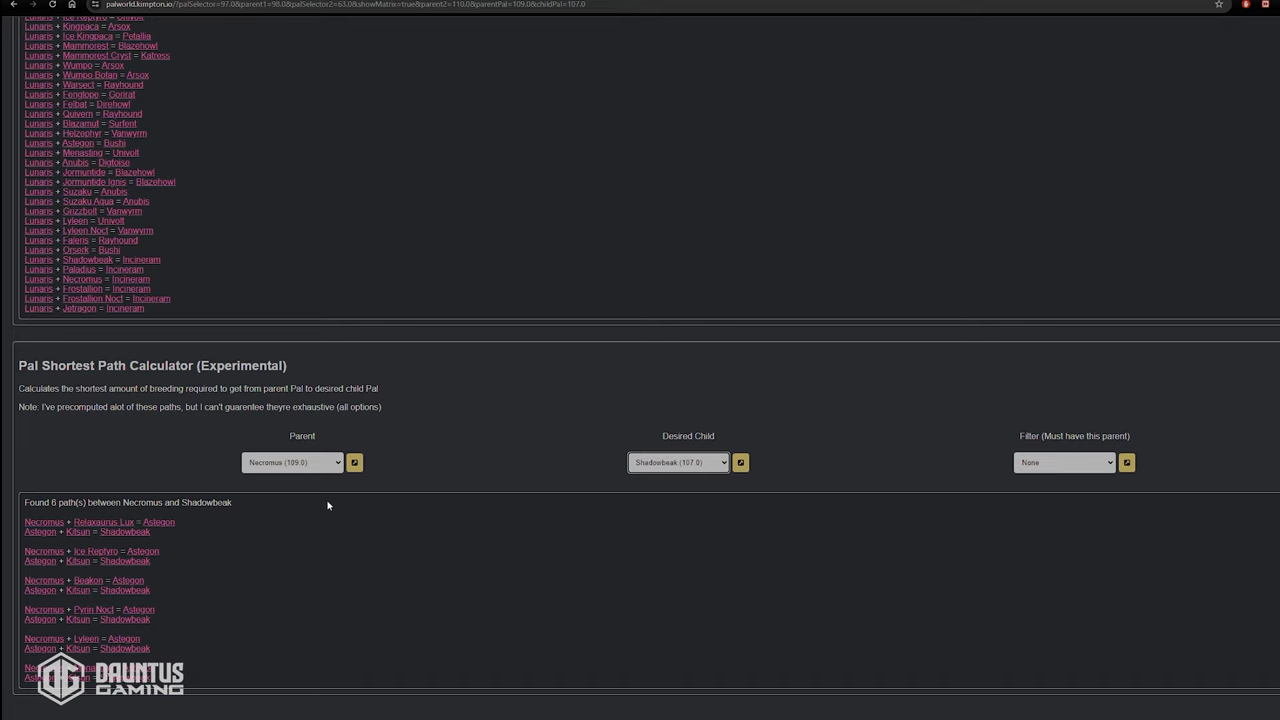 palworld.kimpton.io/?palSelector=97.0&parent1=98.0&palSelector2=63.0&showMatrix=true&parent2=110.0&parentPal=109.0&childPal=107.0
Lunaris + Ice Reptyro = Univolt
Lunaris + Kingpaca = Arsox
Lunaris + Ice Kingpaca = Petallia
Lunaris + Mammorest = Blazehowl
Lunaris + Mammorest Cryst = Katress
Lunaris + Wumpo = Arsox
Lunaris + Wumpo Botan = Arsox
Lunaris + Warsect = Rayhound
Lunaris + Fenglope = Gorirat
Lunaris + Felbat = Direhowl
Lunaris + Quivern = Rayhound
Lunaris + Blazamut = Surfent
Lunaris + Helzephyr = Vanwyrm
Lunaris + Astegon = Bushi
Lunaris + Menasting = Univolt
Lunaris + Anubis = Digtoise
Lunaris + Jormuntide = Blazehowl
Lunaris + Jormuntide Ignis = Blazehowl
Lunaris + Suzaku = Anubis
Lunaris + Suzaku Aqua = Anubis
Lunaris + Grizzbolt = Vanwyrm
Lunaris + Lyleen = Univolt
Lunaris + Lyleen Noct = Vanwyrm
Lunaris + Faleris = Rayhound
Lunaris + Orserk = Bushi
Lunaris + Shadowbeak = Incineram
Lunaris + Paladius = Incineram
Lunaris + Necromus = Incineram
Lunaris + Frostallion = Incineram
Lunaris + Frostallion Noct = Incineram
Lunaris + Jetragon = Incineram
Pal Shortest Path Calculator (Experimental)
Calculates the shortest amount of breeding required to get from parent Pal to desired child Pal
Note: I've precomputed alot of these paths, but I can't guarentee theyre exhaustive (all options)
Parent Desired Child Filter (Must have this parent)
Necromus (109.0) Shadowbeak (107.0) None
Found 6 path(s) between Necromus and Shadowbeak
Necromus + Relaxaurus Lux = Astegon
Astegon + Kitsun = Shadowbeak
Necromus + Ice Reptyro = Astegon
Astegon + Kitsun = Shadowbeak
Necromus + Beakon = Astegon
Astegon + Kitsun = Shadowbeak
Necromus + Pyrin Noct = Astegon
Astegon + Kitsun = Shadowbeak
Necromus + Lyleen = Astegon
Astegon + Kitsun = Shadowbeak
DAUNTUS
GAMING